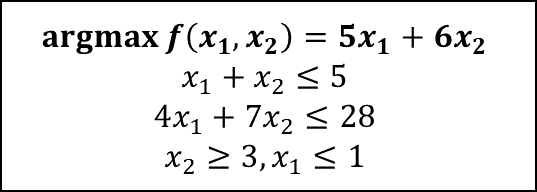 argmax f(x₁, x₂) = 5x₁ + 6x₂
x₁ + x₂ ≤ 5
4x₁ + 7x₂ ≤ 28
x₂ ≥ 3, x₁ ≤ 1